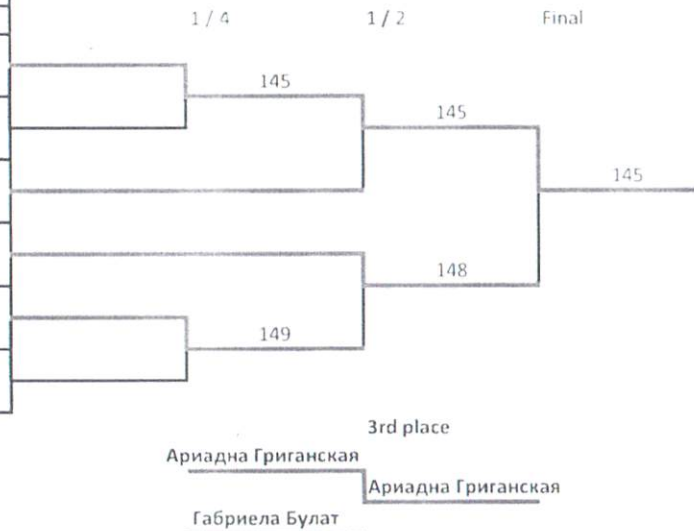 1 / 4 1 / 2 Final
145
145
145
148
149
3rd place
Ариадна Григанская
Ариадна Григанская
Габриела Булат